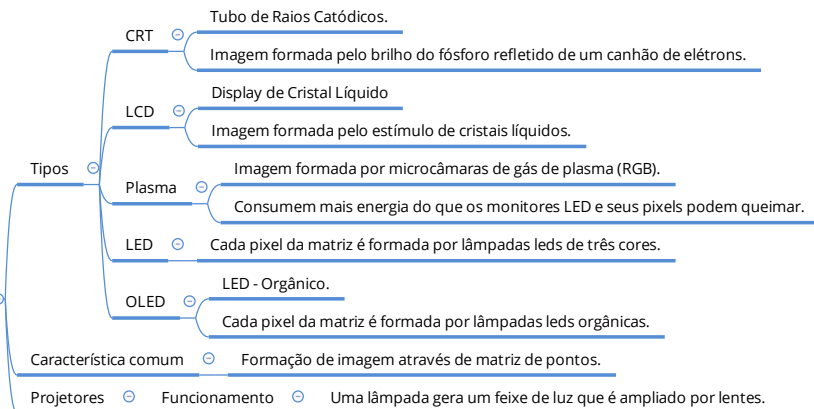 Tubo de Raios Catódicos.
CRT
Imagem formada pelo brilho do fósforo refletido de um canhão de elétrons.
Display de Cristal Líquido
LCD
Imagem formada pelo estímulo de cristais líquidos.
Tipos
Imagem formada por microcâmaras de gás de plasma (RGB).
Plasma
Consumem mais energia do que os monitores LED e seus pixels podem queimar.
LED
Cada pixel da matriz é formada por lâmpadas leds de três cores.
LED - Orgânico.
OLED
Cada pixel da matriz é formada por lâmpadas leds orgânicas.
Característica comum
Formação de imagem através de matriz de pontos.
Projetores
Funcionamento
Uma lâmpada gera um feixe de luz que é ampliado por lentes.